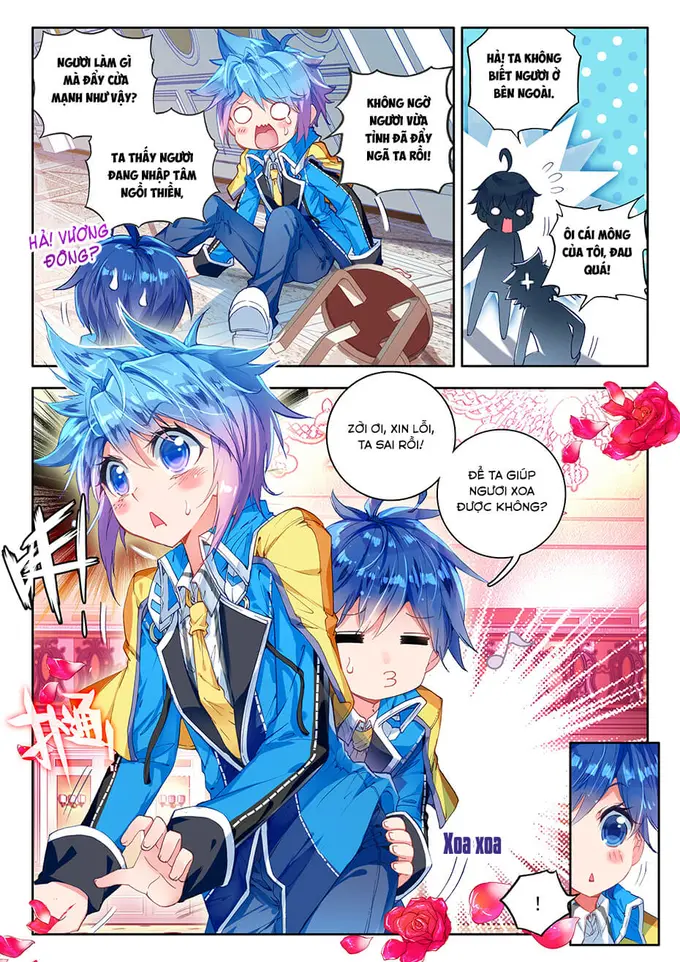 NGƯƠI LÀM GÌ
MÀ ĐẨY CỬA
MẠNH NHƯ VẬY?
KHÔNG NGỜ
NGƯƠI VỪA
TỈNH ĐÃ ĐẨY
NGÃ TA RỒI!
TA THẤY NGƯƠI
ĐANG NHẬP TÂM
NGỒI THIỀN,
HẢ! VƯƠNG
ĐÔNG?
HẢ! TA KHÔNG
BIẾT NGƯƠI Ở
BÊN NGOÀI.
ÔI CÁI MÔNG
CỦA TÔI, ĐAU
QUÁ!
ZỜI ƠI, XIN LỖI,
TA SAI RỒI!
ĐỂ TA GIÚP
NGƯƠI XOA
ĐƯỢC KHÔNG?
Xoa xoa
!